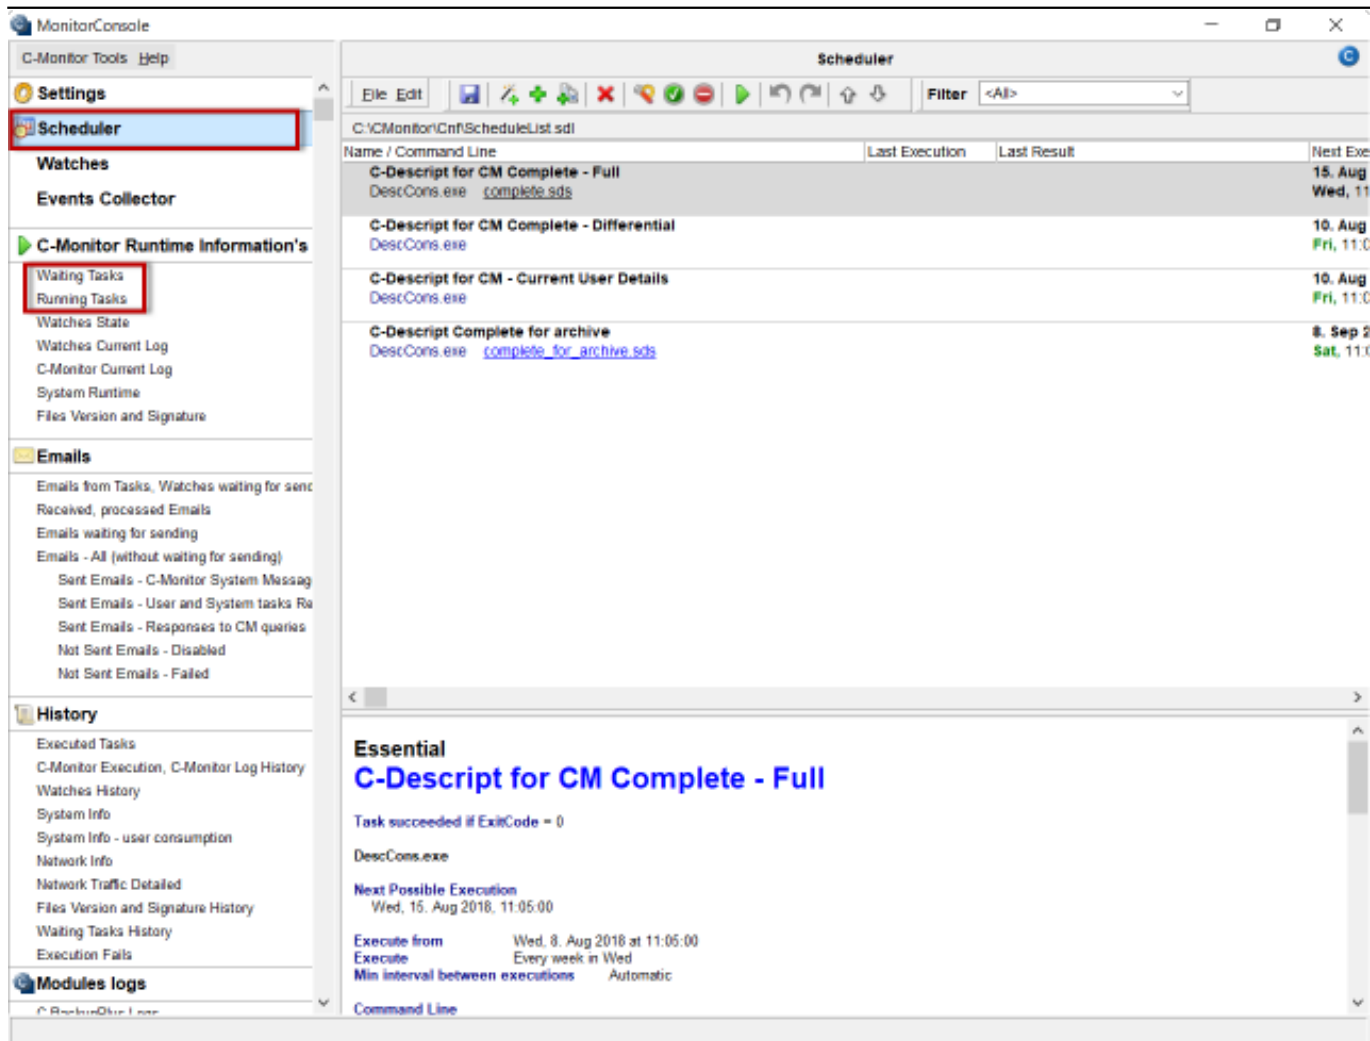 MonitorConsole
C-Monitor Tools Help
Scheduler
Settings
File Edit
Filter <All>
Scheduler
C:\CMonitor\Cnf\ScheduleList.sdl
Name / Command Line Last Execution Last Result Next Exe
Watches
C-Descript for CM Complete - Full 15. Aug
DescCons.exe complete.sds Wed, 11
Events Collector
C-Descript for CM Complete - Differential 10. Aug
DescCons.exe Fri, 11:0
C-Monitor Runtime Information's
C-Descript for CM - Current User Details 10. Aug
DescCons.exe Fri, 11:0
C-Descript Complete for archive 8. Sep 2
DescCons.exe complete_for_archive.sds Sat, 11:0
Waiting Tasks
Running Tasks
Watches State
Watches Current Log
C-Monitor Current Log
System Runtime
Files Version and Signature
Emails
Emails from Tasks, Watches waiting for send
Received, processed Emails
Emails waiting for sending
Emails - All (without waiting for sending)
Sent Emails - C-Monitor System Messag
Sent Emails - User and System tasks Re
Sent Emails - Responses to CM queries
Not Sent Emails - Disabled
Not Sent Emails - Failed
History
Executed Tasks
C-Monitor Execution, C-Monitor Log History
Watches History
System Info
System Info - user consumption
Network Info
Network Traffic Detailed
Files Version and Signature History
Waiting Tasks History
Execution Fails
Modules logs
Essential
C-Descript for CM Complete - Full
Task succeeded if ExitCode = 0
DescCons.exe
Next Possible Execution
Wed, 15. Aug 2018, 11:05:00
Execute from Wed, 8. Aug 2018 at 11:05:00
Execute Every week in Wed
Min interval between executions Automatic
Command Line